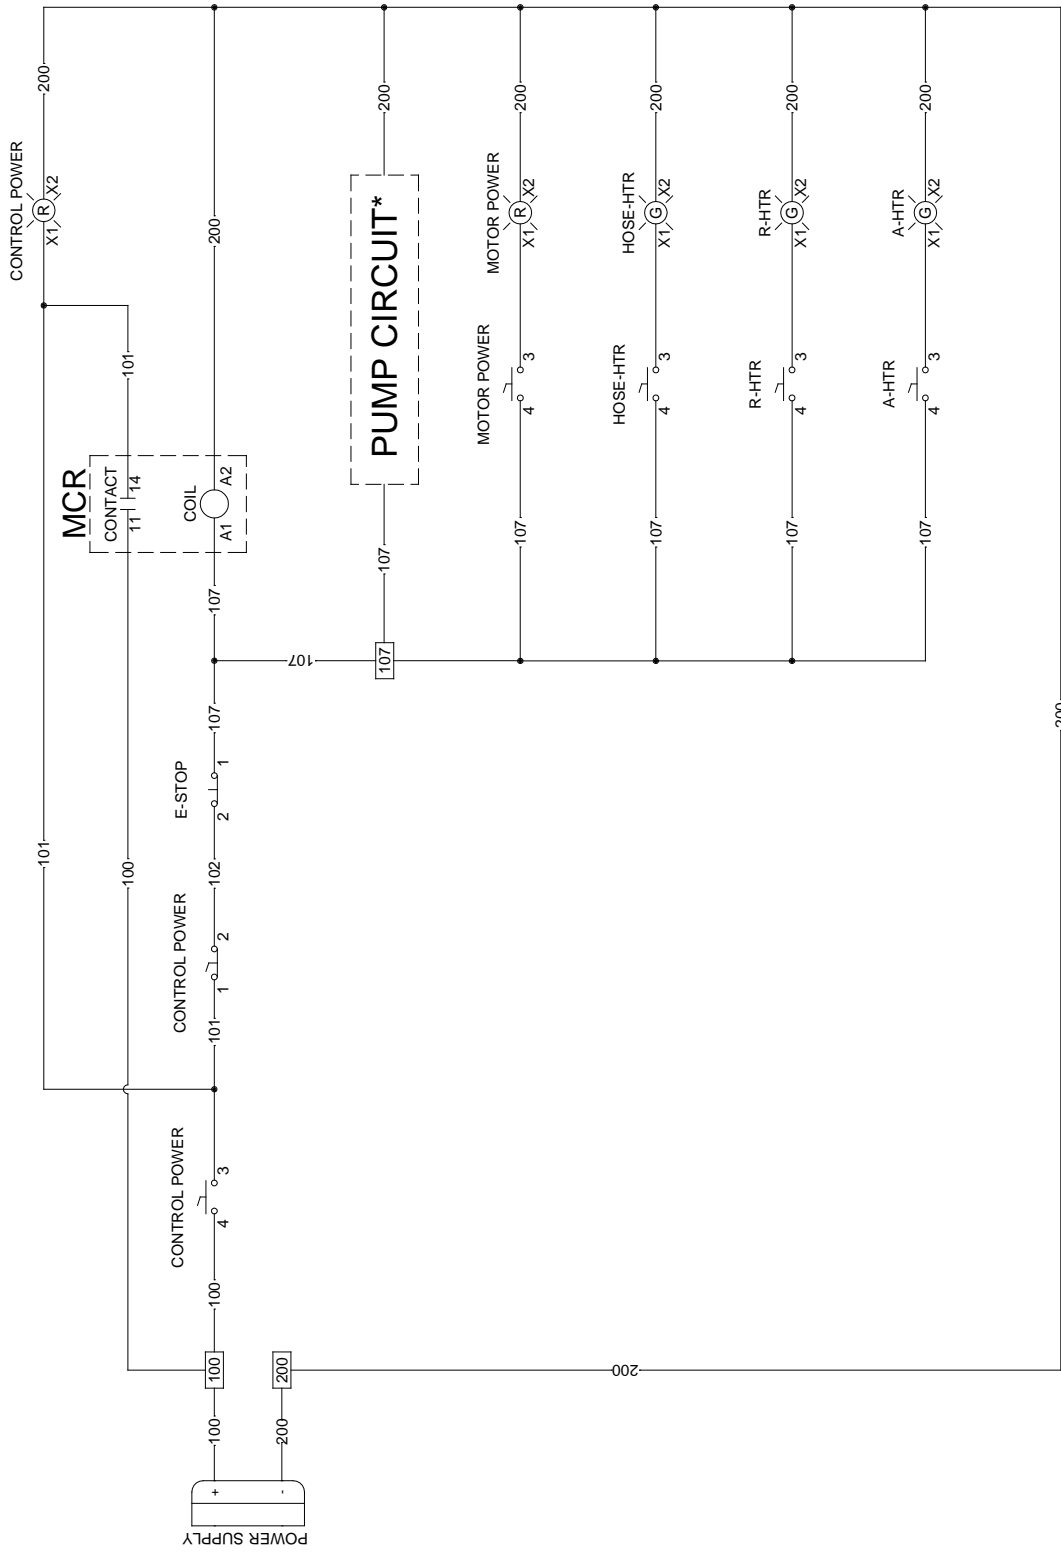 POWER SUPPLY
+
-
100
200
100
200
100
CONTROL POWER
4 3
101
CONTROL POWER
1 2
102
E-STOP
2 1
107
107
107
A1 A2
COIL
200
MCR
CONTACT
11 14
100
101
101
CONTROL POWER
X1 R X2
200
107
107
PUMP CIRCUIT*
200
107
MOTOR POWER
4 3
MOTOR POWER
X1 R X2
200
107
HOSE-HTR
4 3
HOSE-HTR
X1 G X2
200
107
R-HTR
4 3
R-HTR
X1 G X2
200
107
A-HTR
4 3
A-HTR
X1 G X2
200
200
200